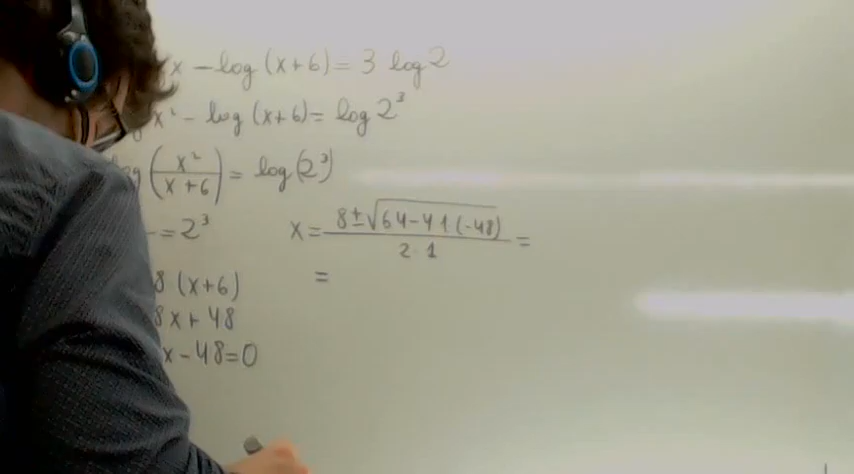 x - log (x+6) = 3 log 2
x² - log (x+6) = log 2³
log (x²/(x+6)) = log(2³)
= 2³
x = (8±√(64-4·1(-48)))/(2·1) =
8 (x+6)
=
8x + 48
x - 48 = 0